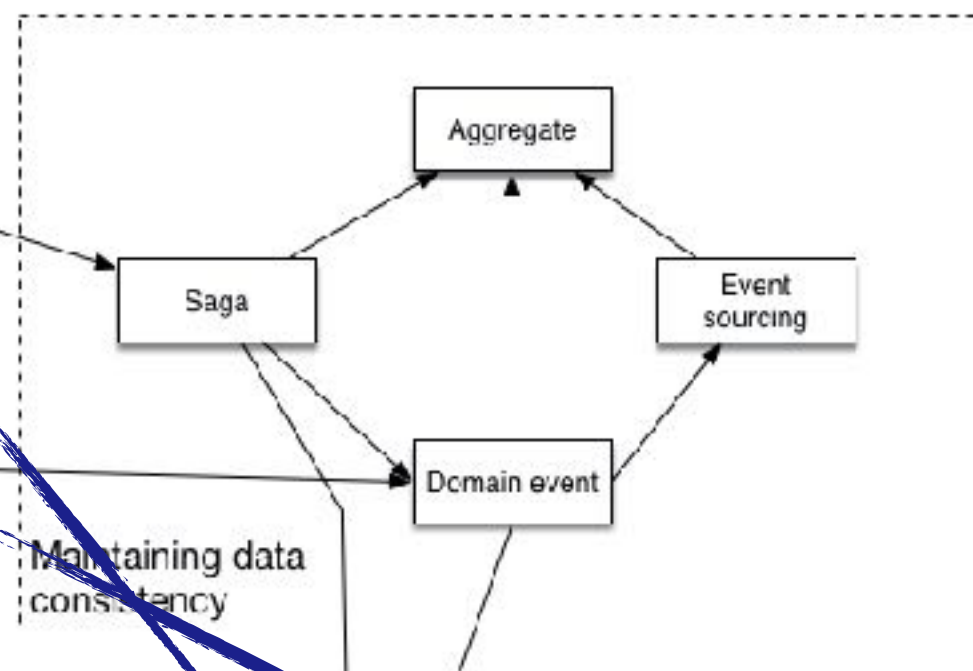 Aggregate
Saga
Event
sourcing
Domain event
Maintaining data
consistency